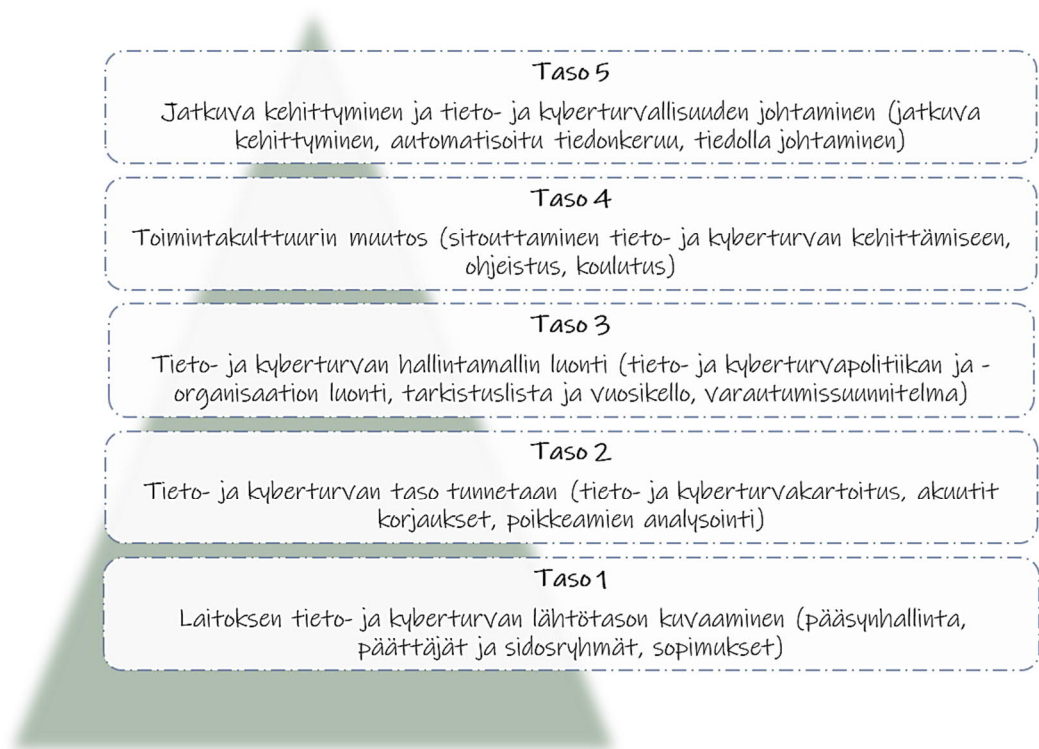 Taso 5
Jatkuva kehittyminen ja tieto- ja kyberturvallisuuden johtaminen (jatkuva
kehittyminen, automatisoitu tiedonkeruu, tiedolla johtaminen)
Taso 4
Toimintakulttuurin muutos (sitouttaminen tieto- ja kyberturvan kehittämiseen,
ohjeistus, koulutus)
Taso 3
Tieto- ja kyberturvan hallintamallin luonti (tieto- ja kyberturvapolitiikan ja -
organisaation luonti, tarkistuslista ja vuosikello, varautumissuunnitelma)
Taso 2
Tieto- ja kyberturvan taso tunnetaan (tieto- ja kyberturvakartoitus, akuutit
korjaukset, poikkeamien analysointi)
Taso 1
Laitoksen tieto- ja kyberturvan lähtötason kuvaaminen (pääsynhallinta,
päättäjät ja sidosryhmät, sopimukset)